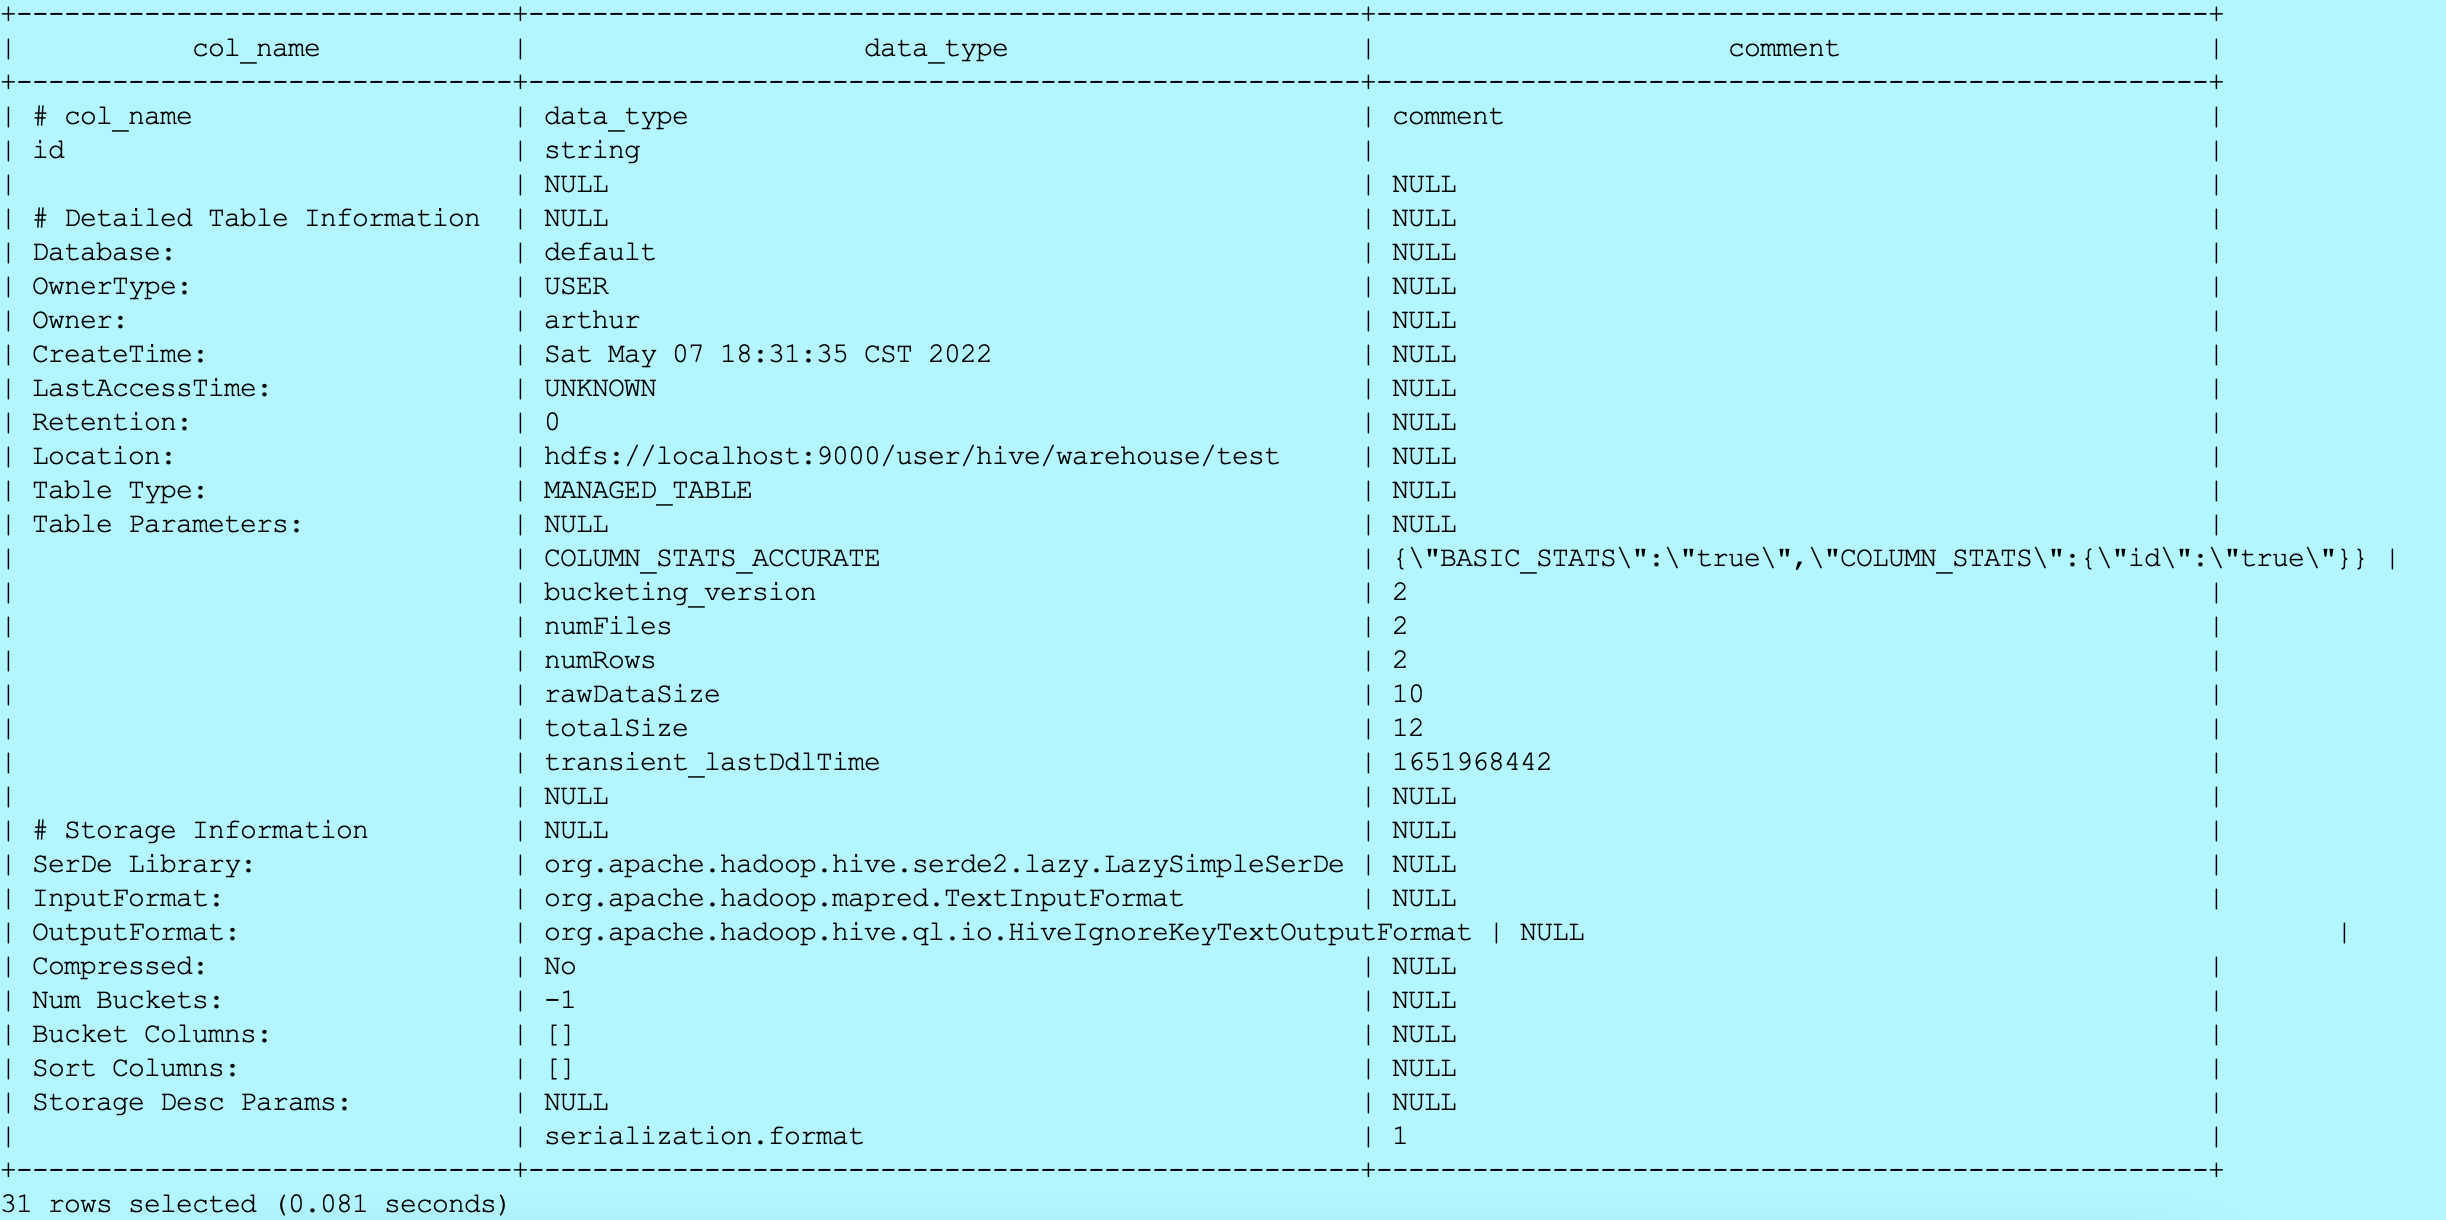 +-------------------------------+----------------------------------------------------+----------------------------------------------------+
| col_name | data_type | comment |
+-------------------------------+----------------------------------------------------+----------------------------------------------------+
| # col_name | data_type | comment |
| id | string | |
| | NULL | NULL |
| # Detailed Table Information | NULL | NULL |
| Database: | default | NULL |
| OwnerType: | USER | NULL |
| Owner: | arthur | NULL |
| CreateTime: | Sat May 07 18:31:35 CST 2022 | NULL |
| LastAccessTime: | UNKNOWN | NULL |
| Retention: | 0 | NULL |
| Location: | hdfs://localhost:9000/user/hive/warehouse/test | NULL |
| Table Type: | MANAGED_TABLE | NULL |
| Table Parameters: | NULL | NULL |
| | COLUMN_STATS_ACCURATE | {\"BASIC_STATS\":\"true\",\"COLUMN_STATS\":{\"id\":\"true\"}} |
| | bucketing_version | 2 |
| | numFiles | 2 |
| | numRows | 2 |
| | rawDataSize | 10 |
| | totalSize | 12 |
| | transient_lastDdlTime | 1651968442 |
| | NULL | NULL |
| # Storage Information | NULL | NULL |
| SerDe Library: | org.apache.hadoop.hive.serde2.lazy.LazySimpleSerDe | NULL |
| InputFormat: | org.apache.hadoop.mapred.TextInputFormat | NULL |
| OutputFormat: | org.apache.hadoop.hive.ql.io.HiveIgnoreKeyTextOutputFormat | NULL |
| Compressed: | No | NULL |
| Num Buckets: | -1 | NULL |
| Bucket Columns: | [] | NULL |
| Sort Columns: | [] | NULL |
| Storage Desc Params: | NULL | NULL |
| | serialization.format | 1 |
+-------------------------------+----------------------------------------------------+----------------------------------------------------+
31 rows selected (0.081 seconds)